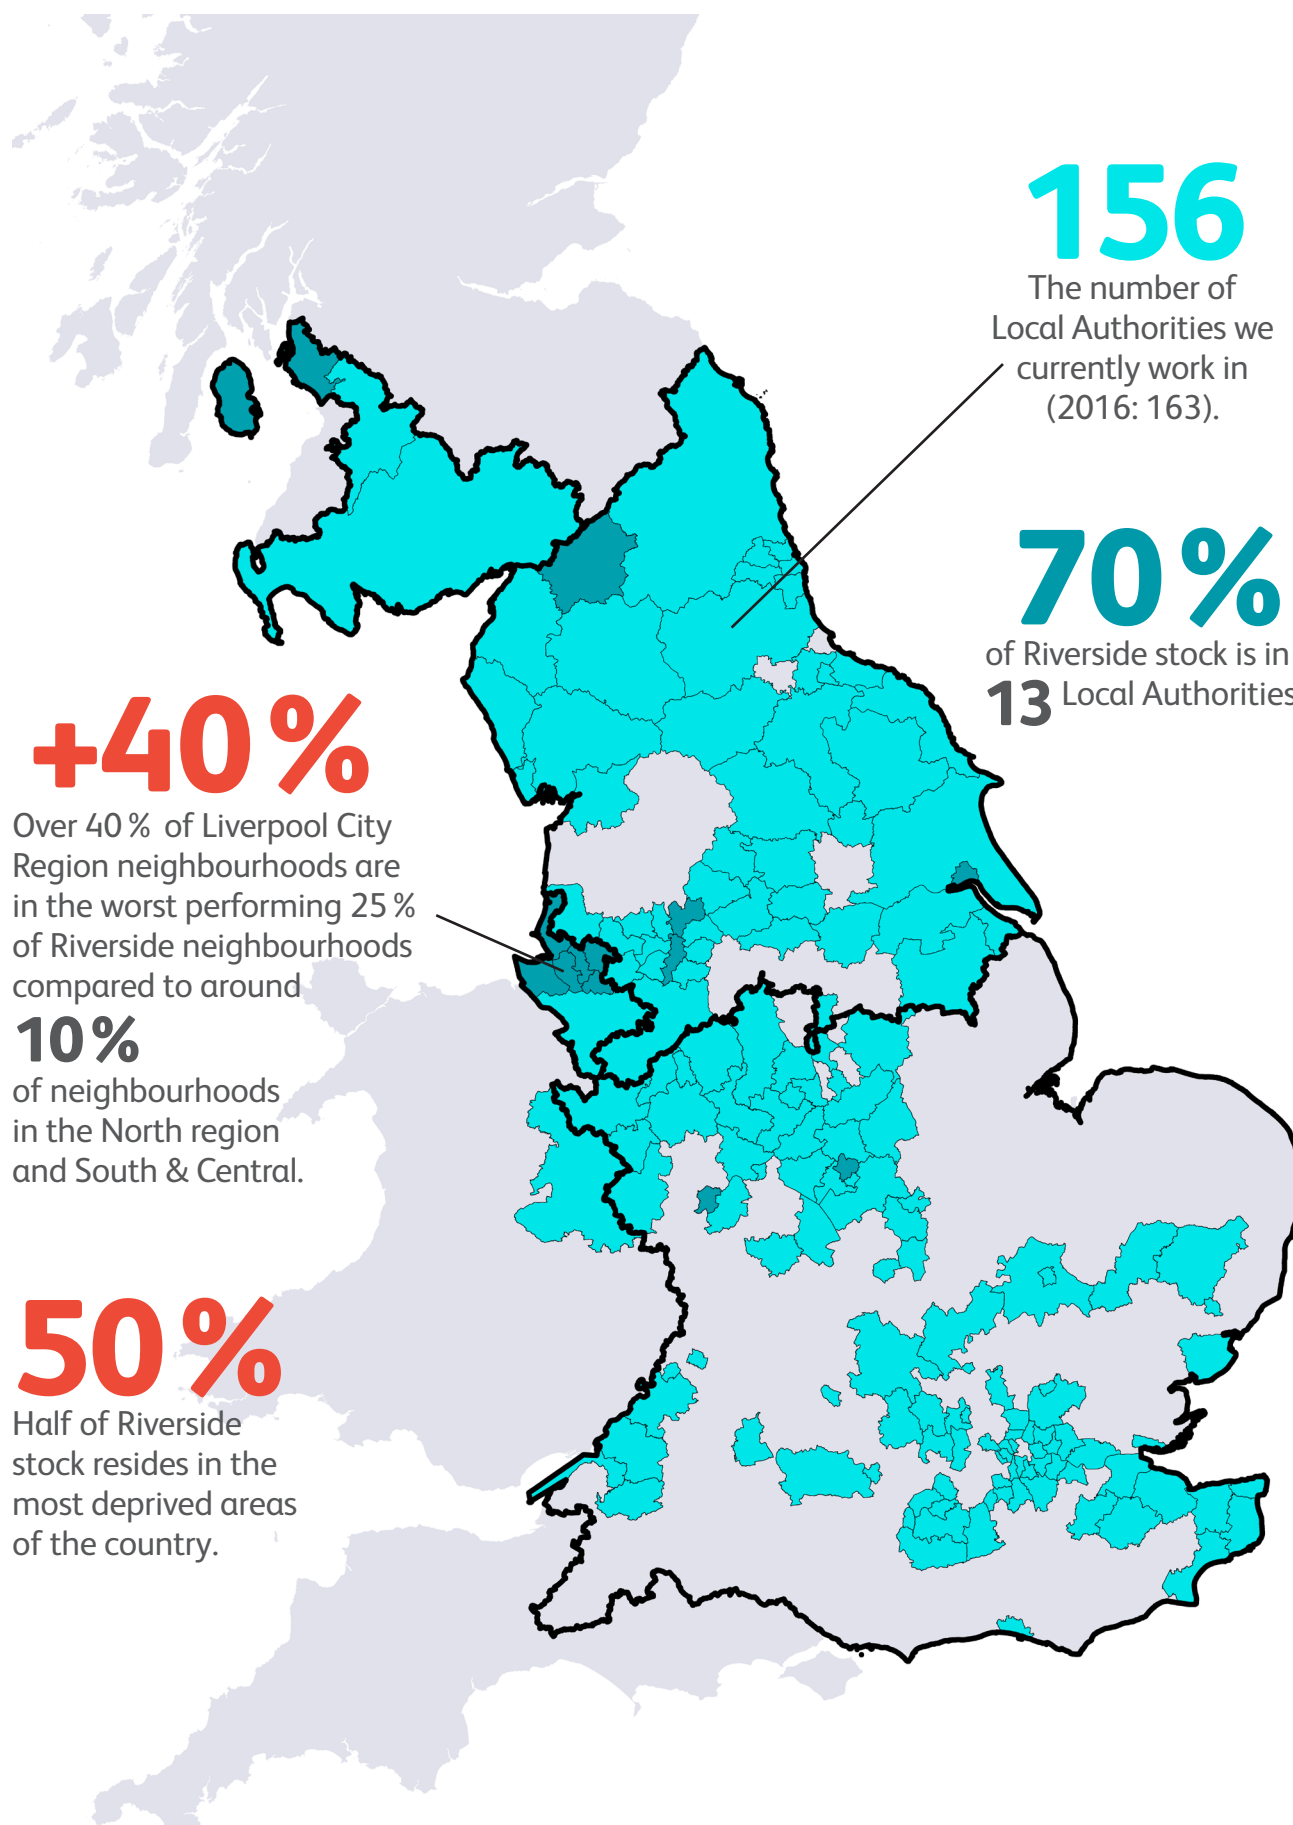 156
The number of
Local Authorities we
currently work in
(2016: 163).
70%
of Riverside stock is in
13 Local Authorities
+40%
Over 40% of Liverpool City
Region neighbourhoods are
in the worst performing 25%
of Riverside neighbourhoods
compared to around
10%
of neighbourhoods
in the North region
and South & Central.
50%
Half of Riverside
stock resides in the
most deprived areas
of the country.